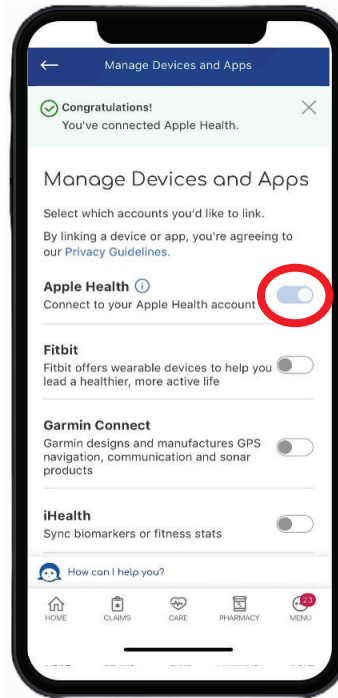 Manage Devices and Apps
Congratulations!
You've connected Apple Health.
Manage Devices and Apps
Select which accounts you'd like to link.
By linking a device or app, you're agreeing to
our Privacy Guidelines.
Apple Health
Connect to your Apple Health account
Fitbit
Fitbit offers wearable devices to help you
lead a healthier, more active life
Garmin Connect
Garmin designs and manufactures GPS
navigation, communication and sonar
products
iHealth
Sync biomarkers or fitness stats
How can I help you?
23
HOME CLAIMS CARE PHARMACY MENU